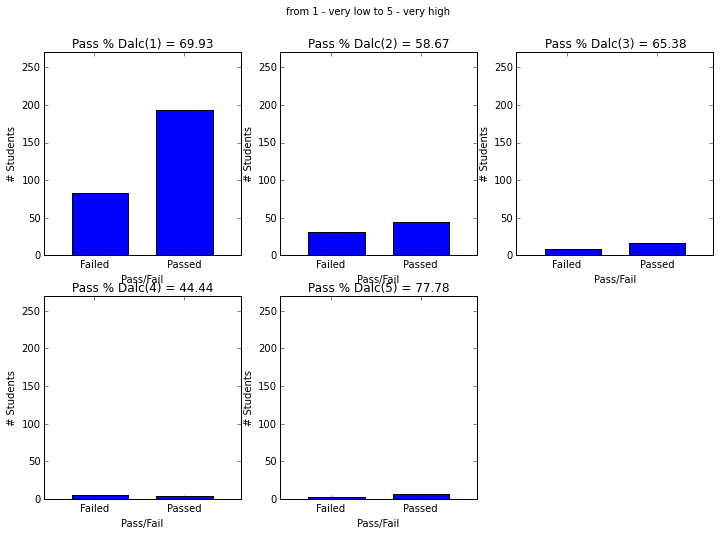 from 1 - very low to 5 - very high
Pass % Dalc(1) = 69.93
250
200
150
100
50
0
# Students
Failed
Passed
Pass/Fail
Pass % Dalc(2) = 58.67
250
200
150
100
50
0
# Students
Failed
Passed
Pass/Fail
Pass % Dalc(3) = 65.38
250
200
150
100
50
0
# Students
Failed
Passed
Pass/Fail
Pass % Dalc(4) = 44.44
250
200
150
100
50
0
# Students
Failed
Passed
Pass/Fail
Pass % Dalc(5) = 77.78
250
200
150
100
50
0
# Students
Failed
Passed
Pass/Fail